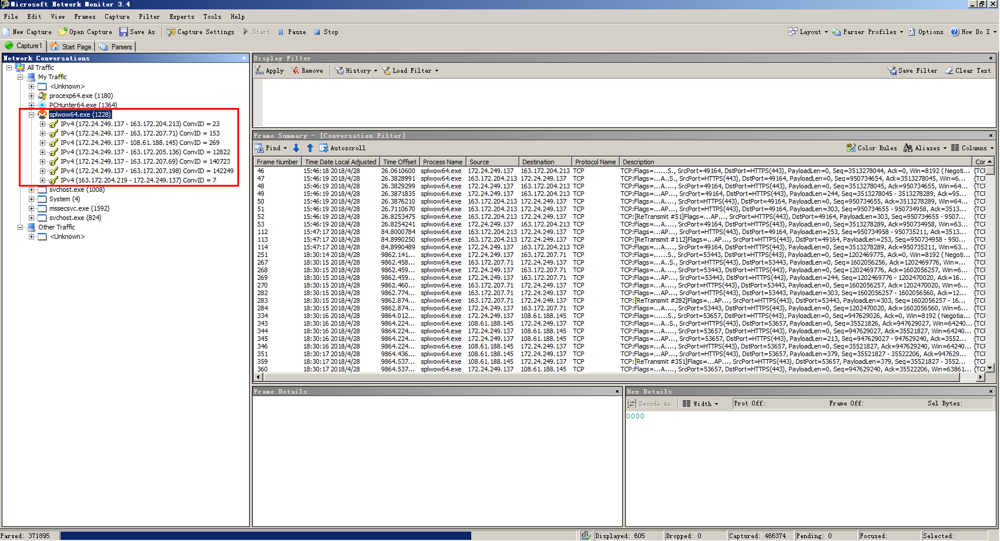 Microsoft Network Monitor 3.4
File Edit View Frames Capture Filter Experts Tools Help
New Capture Open Capture Save As Capture Settings Start Pause Stop Layout Parser Profiles Options How Do I
Capture1 Start Page Parsers
Network Conversations
All Traffic
My Traffic
<Unknown>
procexp64.exe (1180)
PCHunter64.exe (1364)
splwow64.exe (1228)
IPv4 (172.24.249.137 - 163.172.204.213) ConvID = 23
IPv4 (172.24.249.137 - 163.172.207.71) ConvID = 153
IPv4 (172.24.249.137 - 108.61.188.145) ConvID = 269
IPv4 (172.24.249.137 - 163.172.205.136) ConvID = 12822
IPv4 (172.24.249.137 - 163.172.207.69) ConvID = 140723
IPv4 (172.24.249.137 - 163.172.207.198) ConvID = 142249
IPv4 (163.172.204.219 - 172.24.249.137) ConvID = 7
svchost.exe (1008)
System (4)
mssecsvc.exe (1592)
svchost.exe (824)
Other Traffic
<Unknown>
Display Filter
Apply Remove History Load Filter Save Filter Clear Text
Frame Summary - [Conversation Filter]
Find Autoscroll Color Rules Aliases Columns
Frame Number Time Date Local Adjusted Time Offset Process Name Source Destination Protocol Name Description Cor
46 15:46:18 2018/4/28 26.0610600 splwow64.exe 172.24.249.137 163.172.204.213 TCP TCP:Flags=......S., SrcPort=49164, DstPort=HTTPS(443), PayloadLen=0, Seq=3513278044, Ack=0, Win=8192 ( Negoti... {TCF
47 15:46:19 2018/4/28 26.3828991 splwow64.exe 163.172.204.213 172.24.249.137 TCP TCP:Flags=...A..S., SrcPort=HTTPS(443), DstPort=49164, PayloadLen=0, Seq=950734654, Ack=3513278045, Win=6... {TCF
48 15:46:19 2018/4/28 26.3829299 splwow64.exe 172.24.249.137 163.172.204.213 TCP TCP:Flags=...A...., SrcPort=49164, DstPort=HTTPS(443), PayloadLen=0, Seq=3513278045, Ack=950734655, Win=64... {TCF
49 15:46:19 2018/4/28 26.3871835 splwow64.exe 172.24.249.137 163.172.204.213 TCP TCP:Flags=...AP..., SrcPort=49164, DstPort=HTTPS(443), PayloadLen=244, Seq=3513278045 - 3513278289, Ack=95... {TCF
50 15:46:19 2018/4/28 26.3876210 splwow64.exe 163.172.204.213 172.24.249.137 TCP TCP:Flags=...A...., SrcPort=HTTPS(443), DstPort=49164, PayloadLen=0, Seq=950734655, Ack=3513278289, Win=64... {TCF
51 15:46:19 2018/4/28 26.7110670 splwow64.exe 163.172.204.213 172.24.249.137 TCP TCP:Flags=...AP..., SrcPort=HTTPS(443), DstPort=49164, PayloadLen=303, Seq=950734655 - 950734958, Ack=3513... {TCF
52 15:46:19 2018/4/28 26.8253475 splwow64.exe 163.172.204.213 172.24.249.137 TCP TCP:[ReTransmit #51]Flags=...AP..., SrcPort=HTTPS(443), DstPort=49164, PayloadLen=303, Seq=950734655 - 9507... {TCF
53 15:46:19 2018/4/28 26.8254241 splwow64.exe 172.24.249.137 163.172.204.213 TCP TCP:Flags=...A...., SrcPort=49164, DstPort=HTTPS(443), PayloadLen=0, Seq=3513278289, Ack=950734958, Win=63... {TCF
112 15:47:17 2018/4/28 84.8000784 splwow64.exe 163.172.204.213 172.24.249.137 TCP TCP:Flags=...AP..., SrcPort=HTTPS(443), DstPort=49164, PayloadLen=253, Seq=950734958 - 950735211, Ack=3513... {TCF
113 15:47:17 2018/4/28 84.8990250 splwow64.exe 163.172.204.213 172.24.249.137 TCP TCP:[ReTransmit #112]Flags=...AP..., SrcPort=HTTPS(443), DstPort=49164, PayloadLen=253, Seq=950734958 - 950... {TCF
114 15:47:17 2018/4/28 84.8990489 splwow64.exe 172.24.249.137 163.172.204.213 TCP TCP:Flags=...A...., SrcPort=49164, DstPort=HTTPS(443), PayloadLen=0, Seq=3513278289, Ack=950735211, Win=63... {TCF
251 18:30:14 2018/4/28 9862.141... splwow64.exe 172.24.249.137 163.172.207.71 TCP TCP:Flags=......S., SrcPort=53443, DstPort=HTTPS(443), PayloadLen=0, Seq=1202469775, Ack=0, Win=8192 ( Negoti... {TCF
267 18:30:15 2018/4/28 9862.458... splwow64.exe 163.172.207.71 172.24.249.137 TCP TCP:Flags=...A..S., SrcPort=HTTPS(443), DstPort=53443, PayloadLen=0, Seq=1602056256, Ack=1202469776, Win=... {TCF
268 18:30:15 2018/4/28 9862.459... splwow64.exe 172.24.249.137 163.172.207.71 TCP TCP:Flags=...A...., SrcPort=53443, DstPort=HTTPS(443), PayloadLen=0, Seq=1202469776, Ack=1602056257, Win=6... {TCF
269 18:30:15 2018/4/28 9862.459... splwow64.exe 172.24.249.137 163.172.207.71 TCP TCP:Flags=...AP..., SrcPort=53443, DstPort=HTTPS(443), PayloadLen=244, Seq=1202469776 - 1202470020, Ack=16... {TCF
270 18:30:15 2018/4/28 9862.460... splwow64.exe 163.172.207.71 172.24.249.137 TCP TCP:Flags=...A...., SrcPort=HTTPS(443), DstPort=53443, PayloadLen=0, Seq=1602056257, Ack=1202470020, Win=6... {TCF
282 18:30:15 2018/4/28 9862.774... splwow64.exe 163.172.207.71 172.24.249.137 TCP TCP:Flags=...AP..., SrcPort=HTTPS(443), DstPort=53443, PayloadLen=303, Seq=1602056257 - 1602056560, Ack=12... {TCF
283 18:30:15 2018/4/28 9862.874... splwow64.exe 163.172.207.71 172.24.249.137 TCP TCP:[ReTransmit #282]Flags=...AP..., SrcPort=HTTPS(443), DstPort=53443, PayloadLen=303, Seq=1602056257 - 16... {TCF
284 18:30:15 2018/4/28 9862.874... splwow64.exe 172.24.249.137 163.172.207.71 TCP TCP:Flags=...A...., SrcPort=53443, DstPort=HTTPS(443), PayloadLen=0, Seq=1202470020, Ack=1602056560, Win=6... {TCF
334 18:30:16 2018/4/28 9864.012... splwow64.exe 172.24.249.137 108.61.188.145 TCP TCP:Flags=......S., SrcPort=53657, DstPort=HTTPS(443), PayloadLen=0, Seq=947629026, Ack=0, Win=8192 ( Negotia... {TCF
343 18:30:16 2018/4/28 9864.224... splwow64.exe 108.61.188.145 172.24.249.137 TCP TCP:Flags=...A..S., SrcPort=HTTPS(443), DstPort=53657, PayloadLen=0, Seq=35521826, Ack=947629027, Win=64240... {TCF
344 18:30:16 2018/4/28 9864.224... splwow64.exe 172.24.249.137 108.61.188.145 TCP TCP:Flags=...A...., SrcPort=53657, DstPort=HTTPS(443), PayloadLen=0, Seq=947629027, Ack=35521827, Win=64240... {TCF
345 18:30:16 2018/4/28 9864.224... splwow64.exe 172.24.249.137 108.61.188.145 TCP TCP:Flags=...AP..., SrcPort=53657, DstPort=HTTPS(443), PayloadLen=213, Seq=947629027 - 947629240, Ack=3552... {TCF
346 18:30:16 2018/4/28 9864.224... splwow64.exe 108.61.188.145 172.24.249.137 TCP TCP:Flags=...A...., SrcPort=HTTPS(443), DstPort=53657, PayloadLen=0, Seq=35521827, Ack=947629240, Win=64240... {TCF
351 18:30:17 2018/4/28 9864.436... splwow64.exe 108.61.188.145 172.24.249.137 TCP TCP:Flags=...AP..., SrcPort=HTTPS(443), DstPort=53657, PayloadLen=379, Seq=35521827 - 35522206, Ack=947629... {TCF
359 18:30:17 2018/4/28 9864.537... splwow64.exe 108.61.188.145 172.24.249.137 TCP TCP:[ReTransmit #351]Flags=...AP..., SrcPort=HTTPS(443), DstPort=53657, PayloadLen=379, Seq=35521827 - 3552... {TCF
360 18:30:17 2018/4/28 9864.537... splwow64.exe 172.24.249.137 108.61.188.145 TCP TCP:Flags=...A...., SrcPort=53657, DstPort=HTTPS(443), PayloadLen=0, Seq=947629240, Ack=35522206, Win=63861... {TCF
Frame Details
Hex Details
Decode As Width Prot Off: Frame Off: Sel Bytes:
0000
Parsed: 371895 Displayed: 605 Dropped: 0 Captured: 466374 Pending: 0 Focused: Selected: